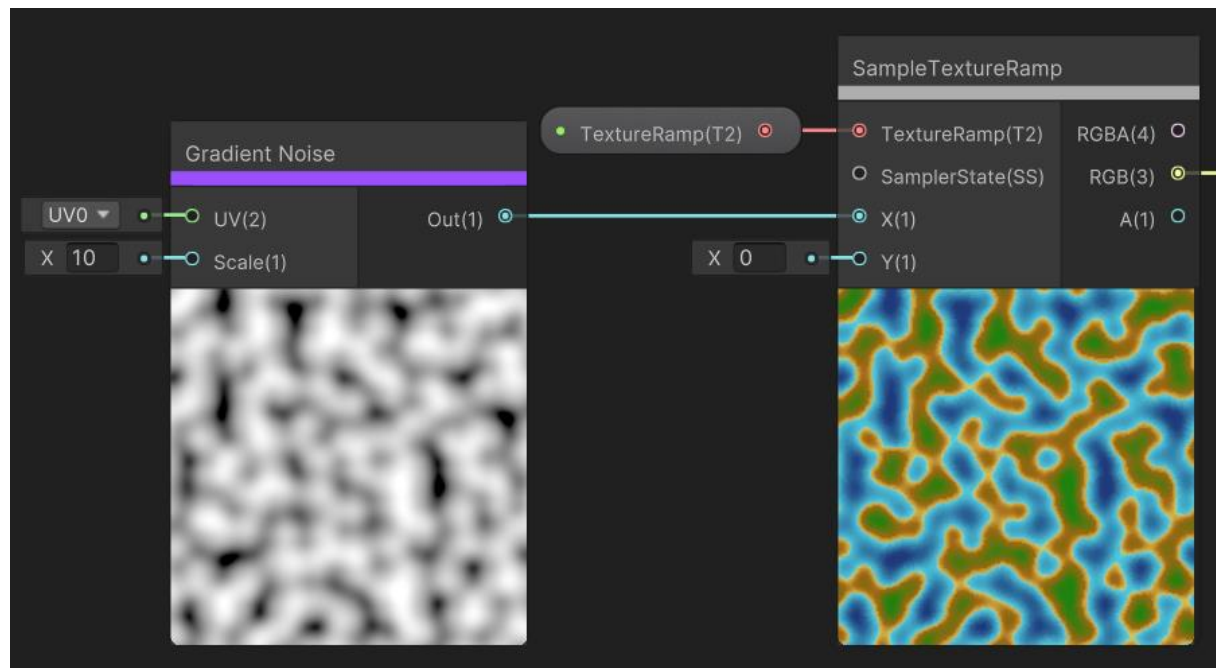 Gradient Noise
UV0
UV(2)
Out(1)
X 10
Scale(1)
TextureRamp(T2)
SampleTextureRamp
TextureRamp(T2)
RGBA(4)
SamplerState(SS)
RGB(3)
X(1)
A(1)
X 0
Y(1)